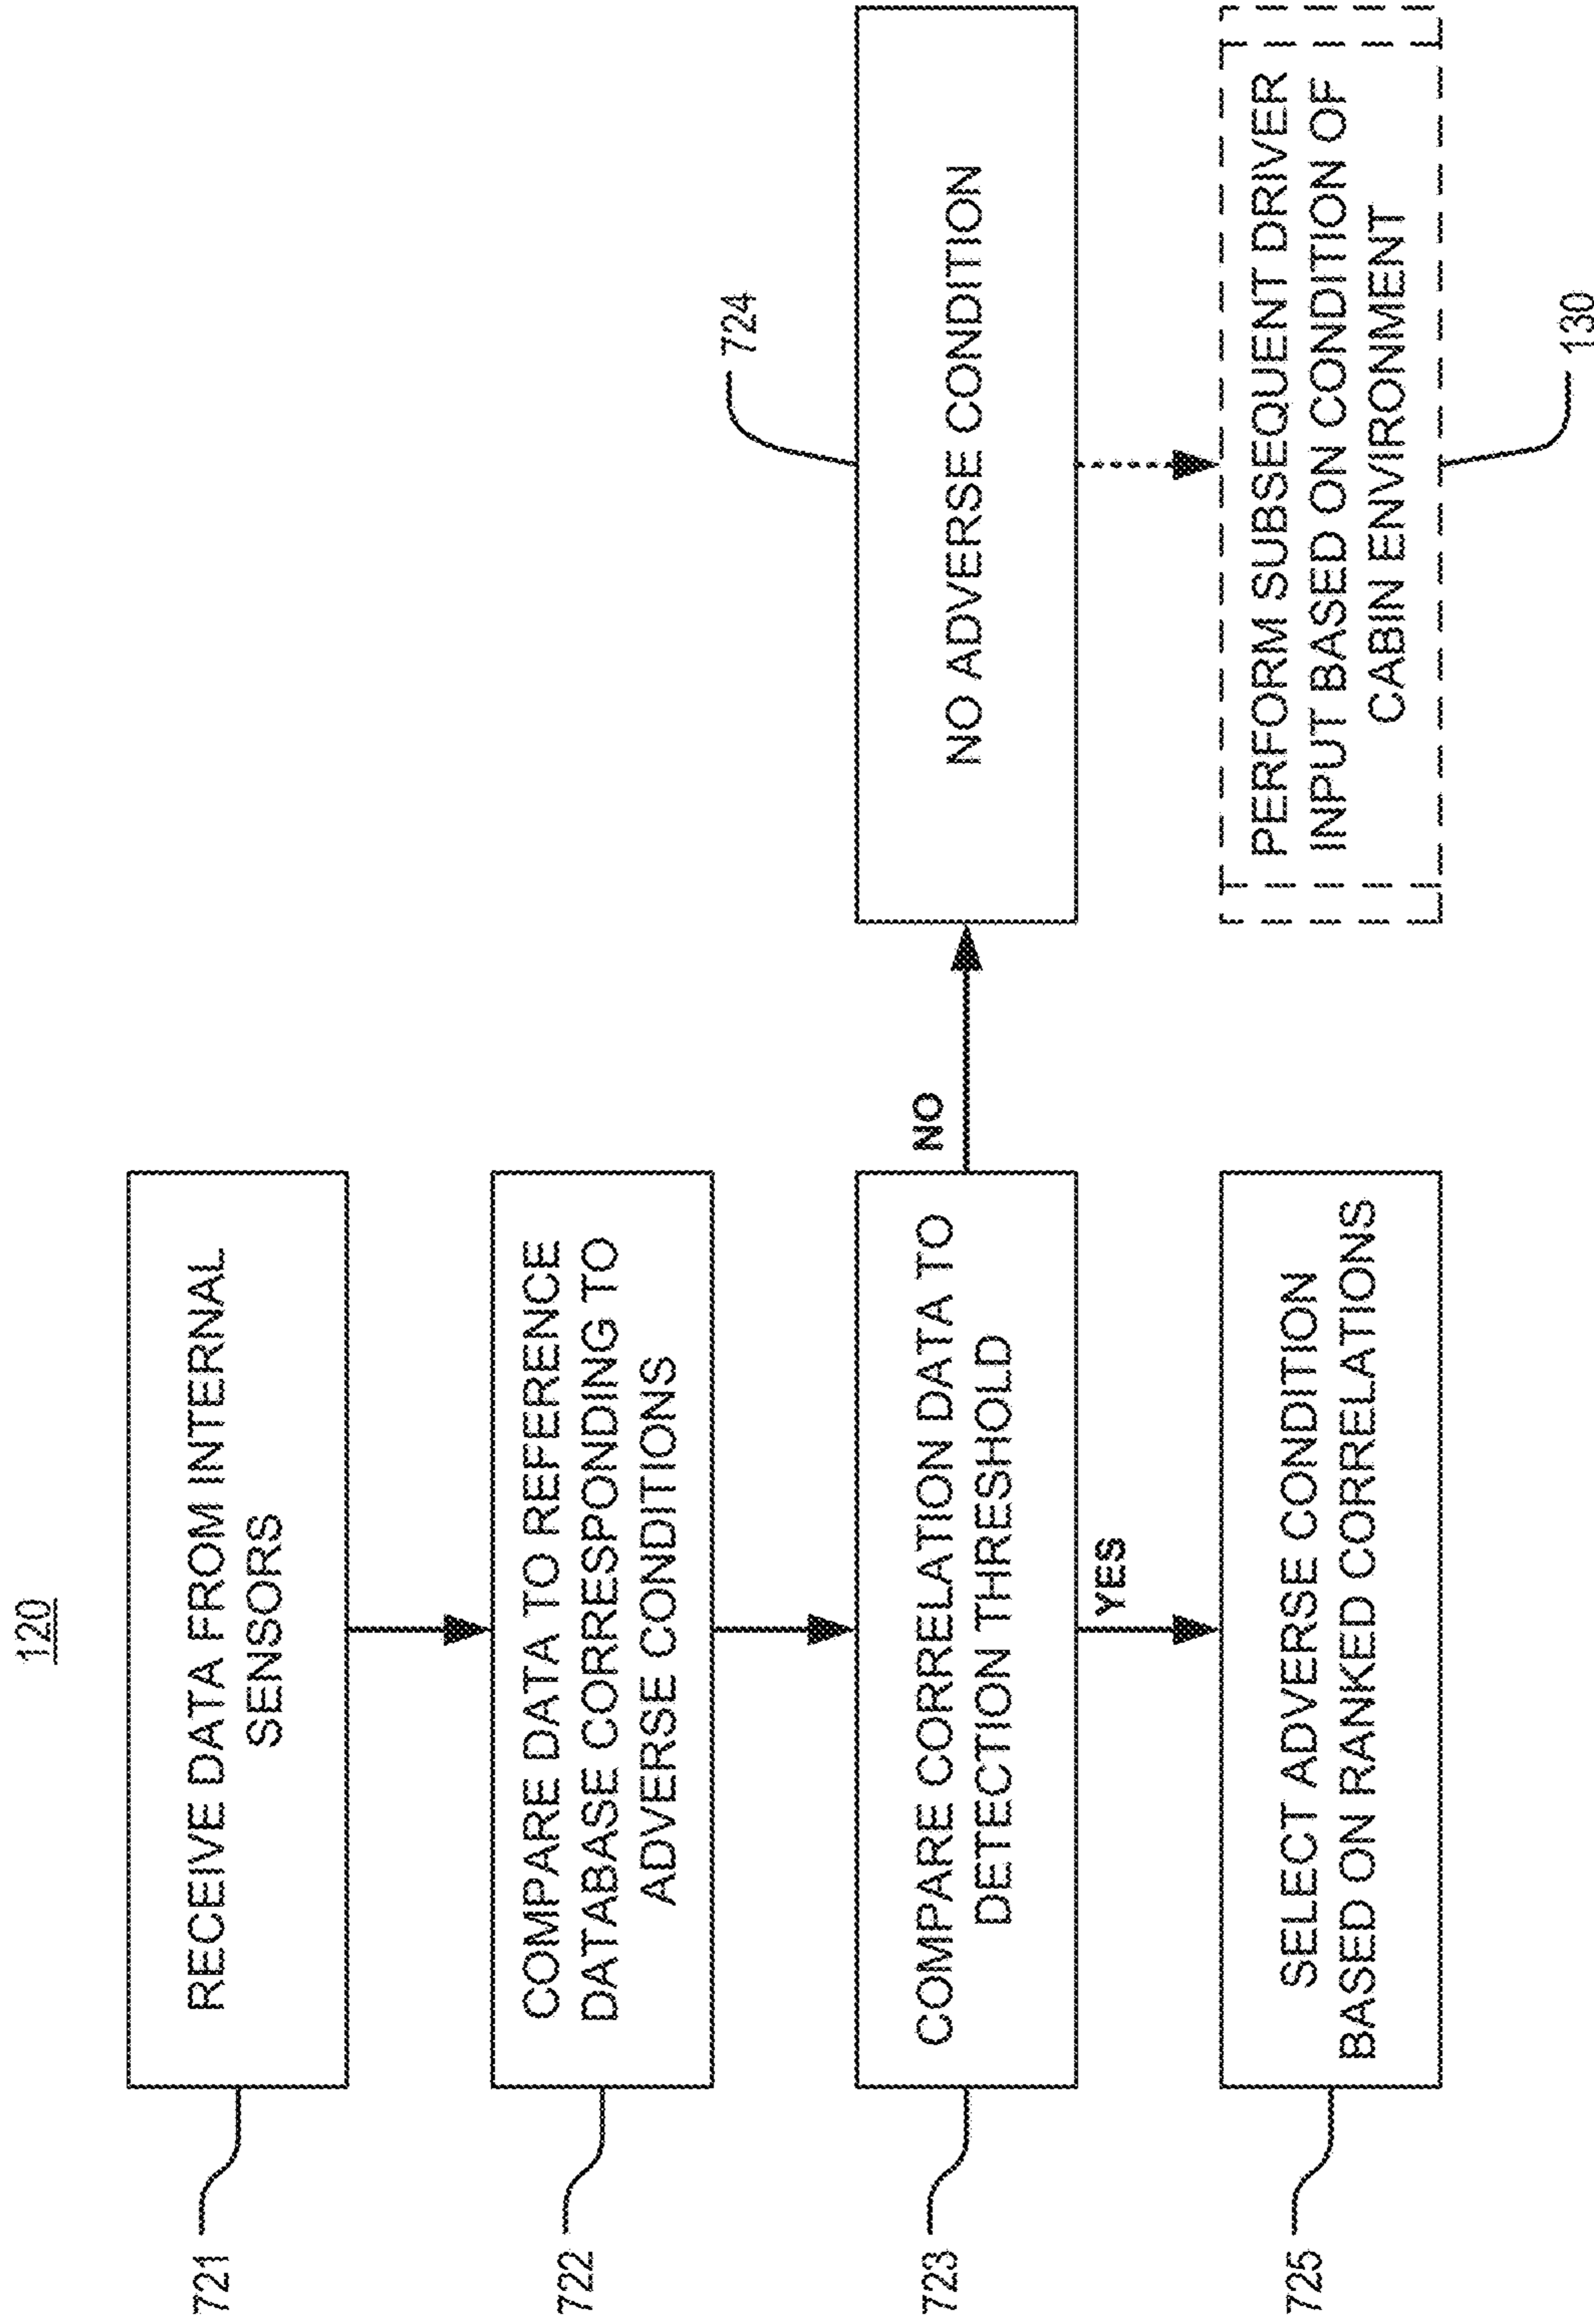 120
721
RECEIVE DATA FROM INTERNAL
SENSORS
722
COMPARE DATA TO REFERENCE
DATABASE CORRESPONDING TO
ADVERSE CONDITIONS
723
COMPARE CORRELATION DATA TO
DETECTION THRESHOLD
NO
724
NO ADVERSE CONDITION
YES
725
SELECT ADVERSE CONDITION
BASED ON RANKED CORRELATIONS
PERFORM SUBSEQUENT DRIVER
INPUT BASED ON CONDITION OF
CABIN ENVIRONMENT
130